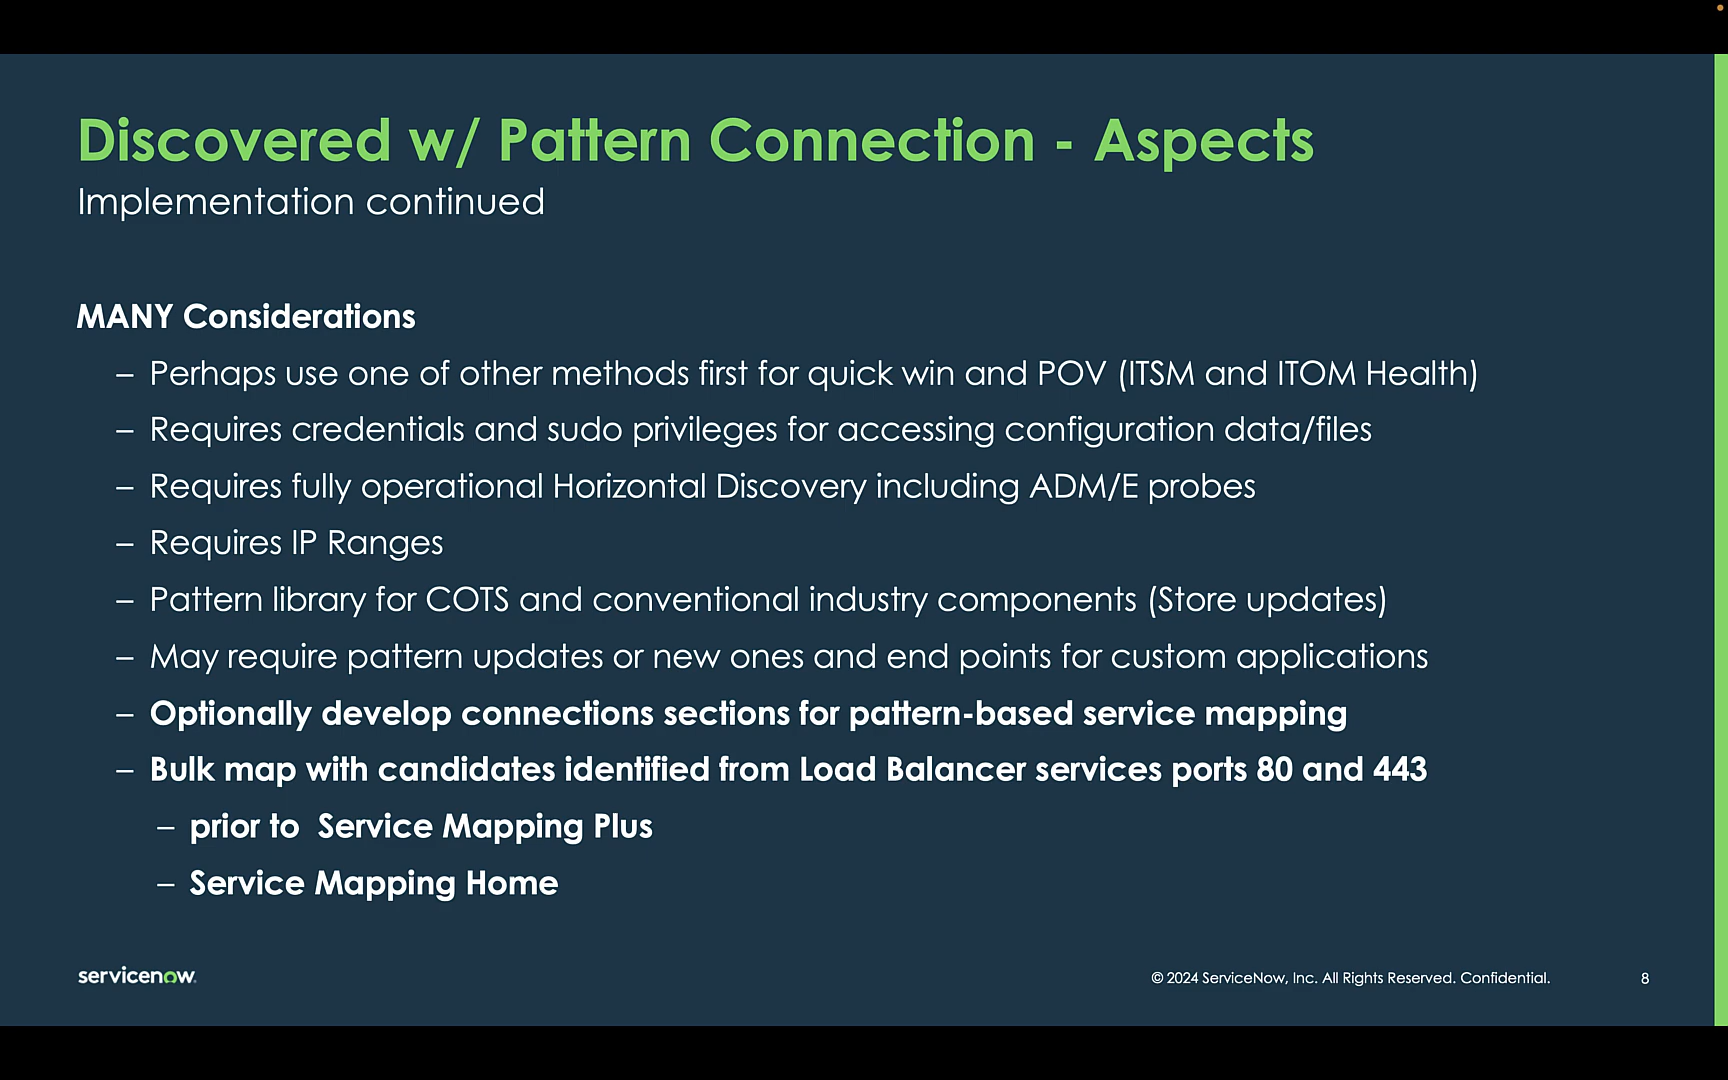 Discovered w/ Pattern Connection - Aspects
Implementation continued
MANY Considerations
– Perhaps use one of other methods first for quick win and POV (ITSM and ITOM Health)
– Requires credentials and sudo privileges for accessing configuration data/files
– Requires fully operational Horizontal Discovery including ADM/E probes
– Requires IP Ranges
– Pattern library for COTS and conventional industry components (Store updates)
– May require pattern updates or new ones and end points for custom applications
– Optionally develop connections sections for pattern-based service mapping
– Bulk map with candidates identified from Load Balancer services ports 80 and 443
– prior to  Service Mapping Plus
– Service Mapping Home
servicenow.
© 2024 ServiceNow, Inc. All Rights Reserved. Confidential.
8